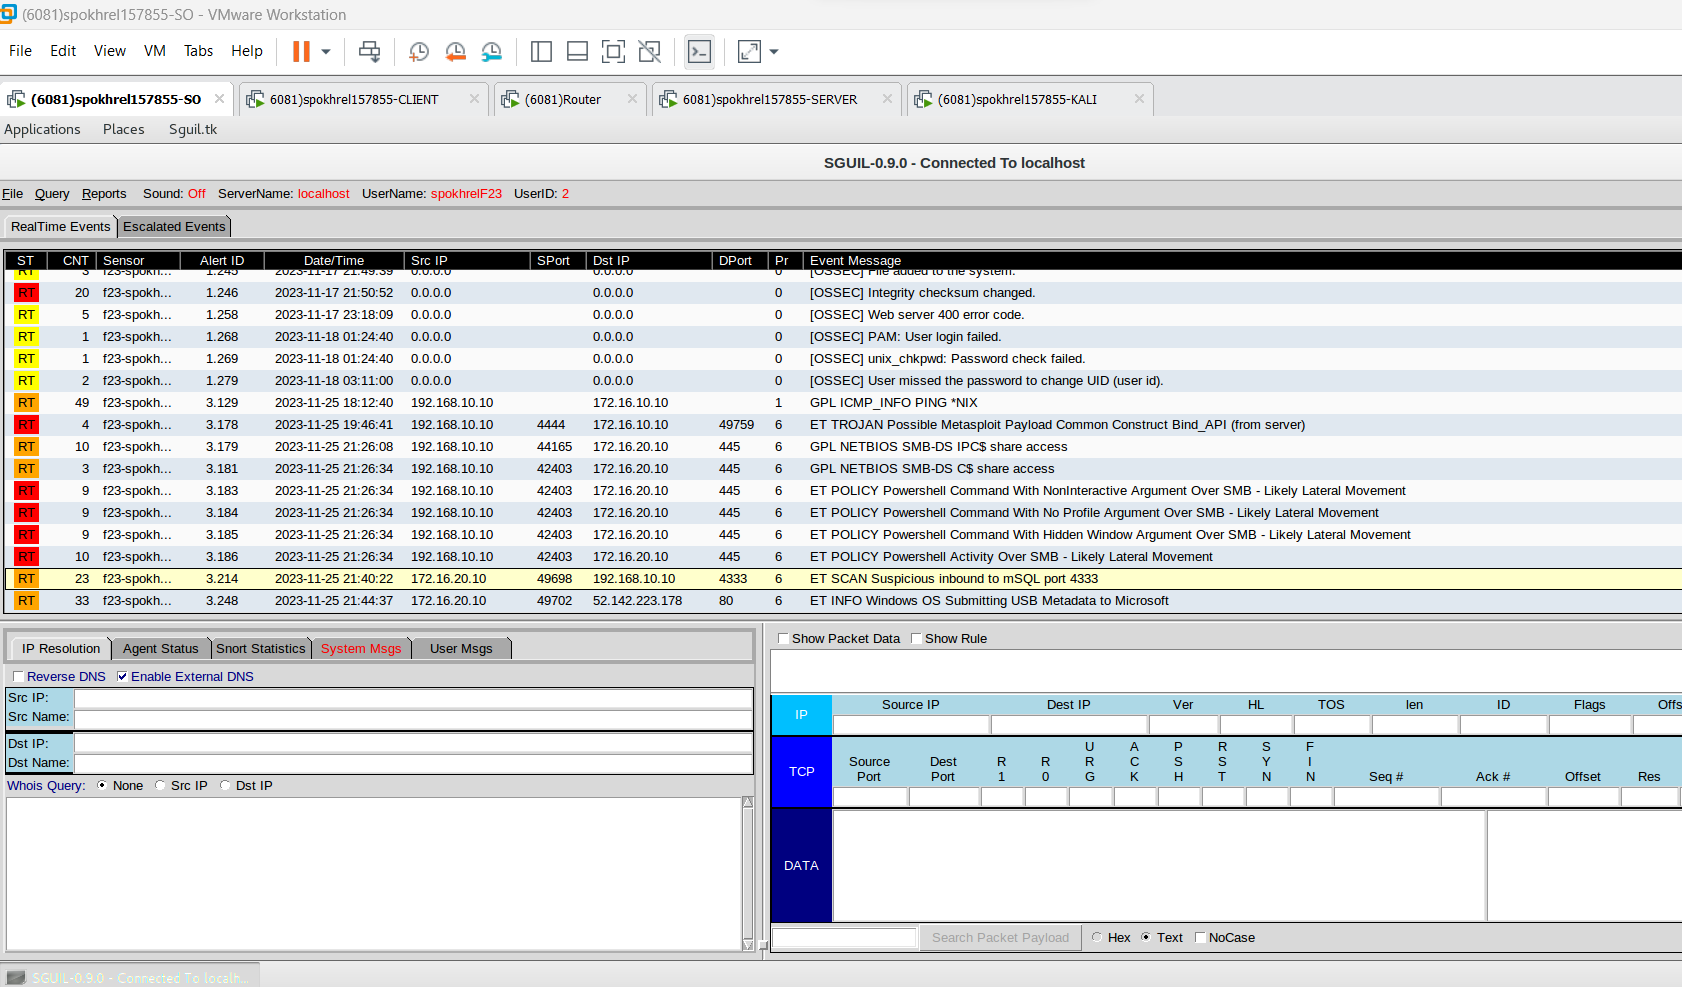 (6081)spokhrel157855-SO - VMware Workstation
File Edit View VM Tabs Help
(6081)spokhrel157855-SO 6081)spokhrel157855-CLIENT (6081)Router 6081)spokhrel157855-SERVER (6081)spokhrel157855-KALI
Applications Places Sguil.tk
SGUIL-0.9.0 - Connected To localhost
File Query Reports Sound: Off ServerName: localhost UserName: spokhrelF23 UserID: 2
RealTime Events Escalated Events
ST CNT Sensor Alert ID Date/Time Src IP SPort Dst IP DPort Pr Event Message
RT 3 f23-spokh... 1.245 2023-11-17 21:49:39 0.0.0.0 0.0.0.0 0 [OSSEC] File added to the system.
RT 20 f23-spokh... 1.246 2023-11-17 21:50:52 0.0.0.0 0.0.0.0 0 [OSSEC] Integrity checksum changed.
RT 5 f23-spokh... 1.258 2023-11-17 23:18:09 0.0.0.0 0.0.0.0 0 [OSSEC] Web server 400 error code.
RT 1 f23-spokh... 1.268 2023-11-18 01:24:40 0.0.0.0 0.0.0.0 0 [OSSEC] PAM: User login failed.
RT 1 f23-spokh... 1.269 2023-11-18 01:24:40 0.0.0.0 0.0.0.0 0 [OSSEC] unix_chkpwd: Password check failed.
RT 2 f23-spokh... 1.279 2023-11-18 03:11:00 0.0.0.0 0.0.0.0 0 [OSSEC] User missed the password to change UID (user id).
RT 49 f23-spokh... 3.129 2023-11-25 18:12:40 192.168.10.10 172.16.10.10 1 GPL ICMP_INFO PING *NIX
RT 4 f23-spokh... 3.178 2023-11-25 19:46:41 192.168.10.10 4444 172.16.10.10 49759 6 ET TROJAN Possible Metasploit Payload Common Construct Bind_API (from server)
RT 10 f23-spokh... 3.179 2023-11-25 21:26:08 192.168.10.10 44165 172.16.20.10 445 6 GPL NETBIOS SMB-DS IPC$ share access
RT 3 f23-spokh... 3.181 2023-11-25 21:26:34 192.168.10.10 42403 172.16.20.10 445 6 GPL NETBIOS SMB-DS C$ share access
RT 9 f23-spokh... 3.183 2023-11-25 21:26:34 192.168.10.10 42403 172.16.20.10 445 6 ET POLICY Powershell Command With NonInteractive Argument Over SMB - Likely Lateral Movement
RT 9 f23-spokh... 3.184 2023-11-25 21:26:34 192.168.10.10 42403 172.16.20.10 445 6 ET POLICY Powershell Command With No Profile Argument Over SMB - Likely Lateral Movement
RT 9 f23-spokh... 3.185 2023-11-25 21:26:34 192.168.10.10 42403 172.16.20.10 445 6 ET POLICY Powershell Command With Hidden Window Argument Over SMB - Likely Lateral Movement
RT 10 f23-spokh... 3.186 2023-11-25 21:26:34 192.168.10.10 42403 172.16.20.10 445 6 ET POLICY Powershell Activity Over SMB - Likely Lateral Movement
RT 23 f23-spokh... 3.214 2023-11-25 21:40:22 172.16.20.10 49698 192.168.10.10 4333 6 ET SCAN Suspicious inbound to mSQL port 4333
RT 33 f23-spokh... 3.248 2023-11-25 21:44:37 172.16.20.10 49702 52.142.223.178 80 6 ET INFO Windows OS Submitting USB Metadata to Microsoft
IP Resolution Agent Status Snort Statistics System Msgs User Msgs
Reverse DNS Enable External DNS
Src IP:
Src Name:
Dst IP:
Dst Name:
Whois Query: None Src IP Dst IP
Show Packet Data Show Rule
IP Source IP Dest IP Ver HL TOS len ID Flags Offs
TCP Source Port Dest Port R1 R0 URG ACK PSH RST SYN FIN Seq # Ack # Offset Res
DATA
Search Packet Payload Hex Text NoCase
SGUIL-0.9.0 - Connected To localh...